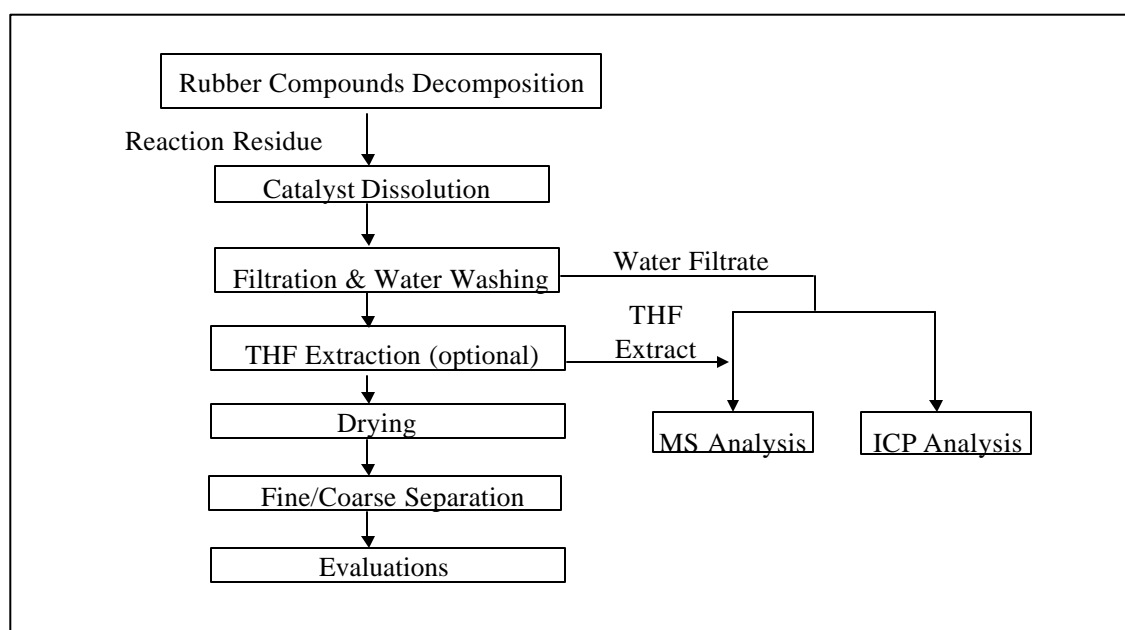 Rubber Compounds Decomposition
Reaction Residue
Catalyst Dissolution
Filtration & Water Washing
Water Filtrate
THF
Extract
THF Extraction (optional)
Drying
MS Analysis
ICP Analysis
Fine/Coarse Separation
Evaluations